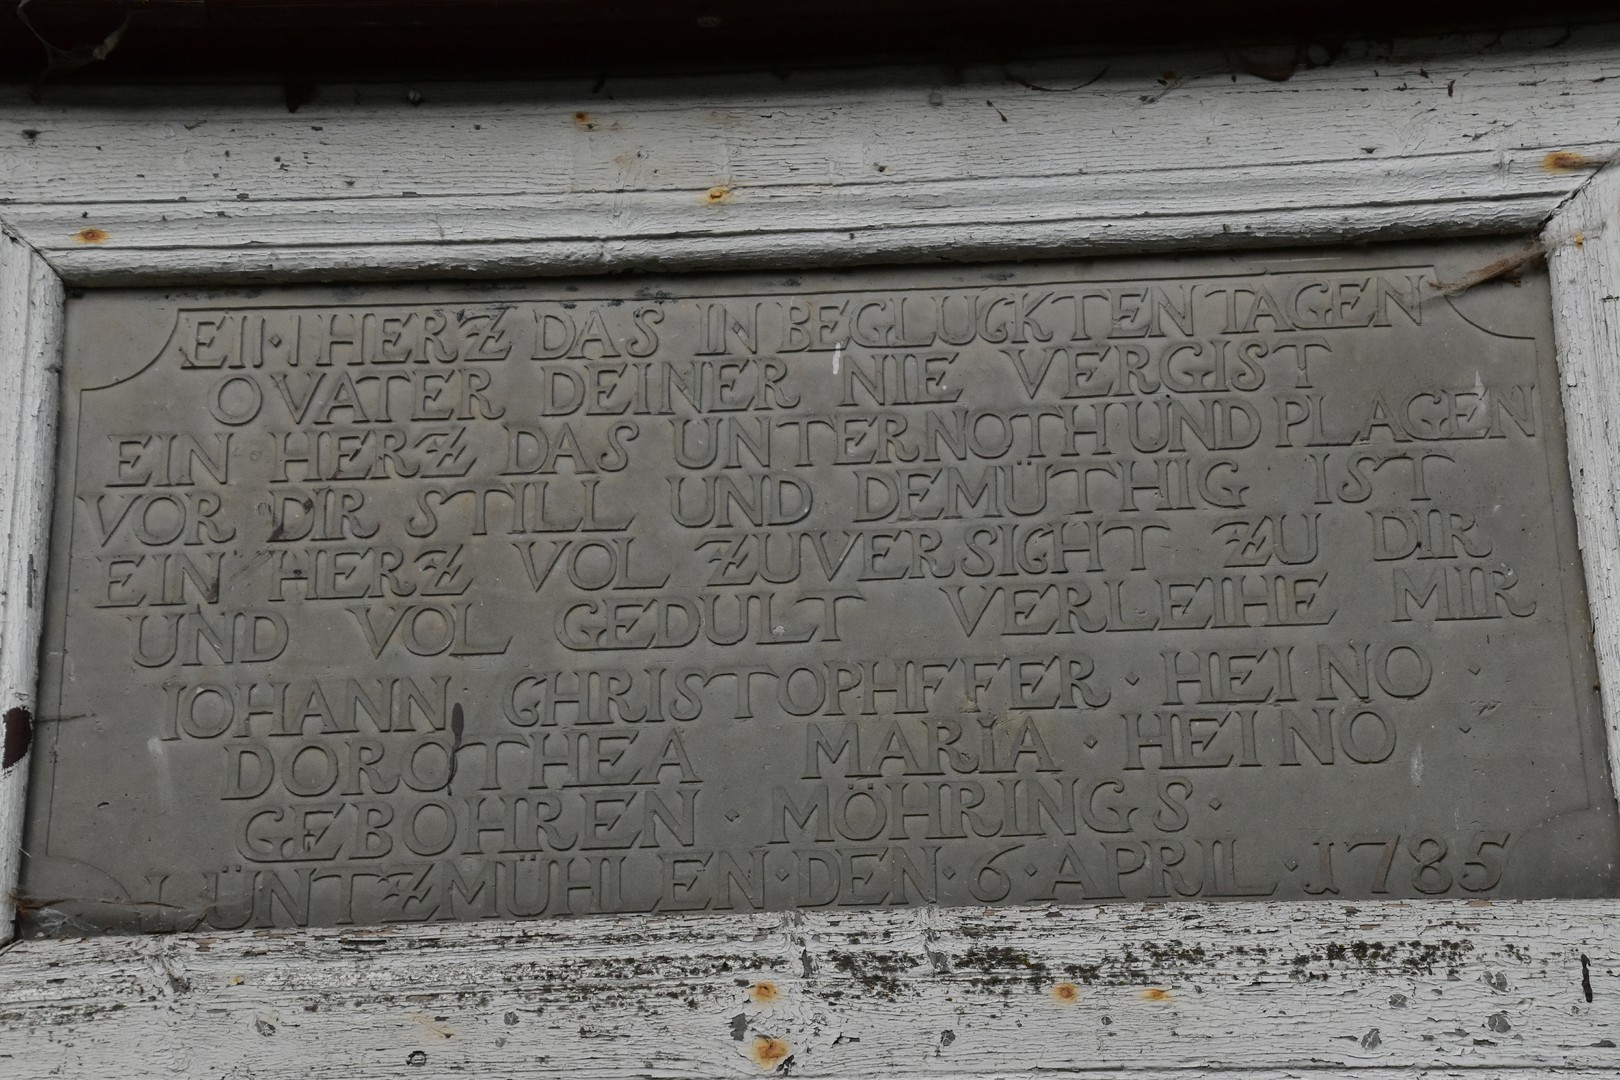 EIN HERZ DAS IN BEGLUCKTEN TAGEN
O VATER DEINER NIE VERGIST
EIN HERZ DAS UNTER NOTH UND PLAGEN
VOR DIR STILL UND DEMÜTHIG IST
EIN HERZ VOL ZUVERSICHT ZU DIR
UND VOL GEDULT VERLEIHE MIR
IOHANN CHRISTOPHFFER · HEINO ·
DOROTHEA MARIA · HEINO ·
GEBOHREN · MÖHRINGS ·
LÜNTZMÜHLEN · DEN · 6 · APRIL · 1785